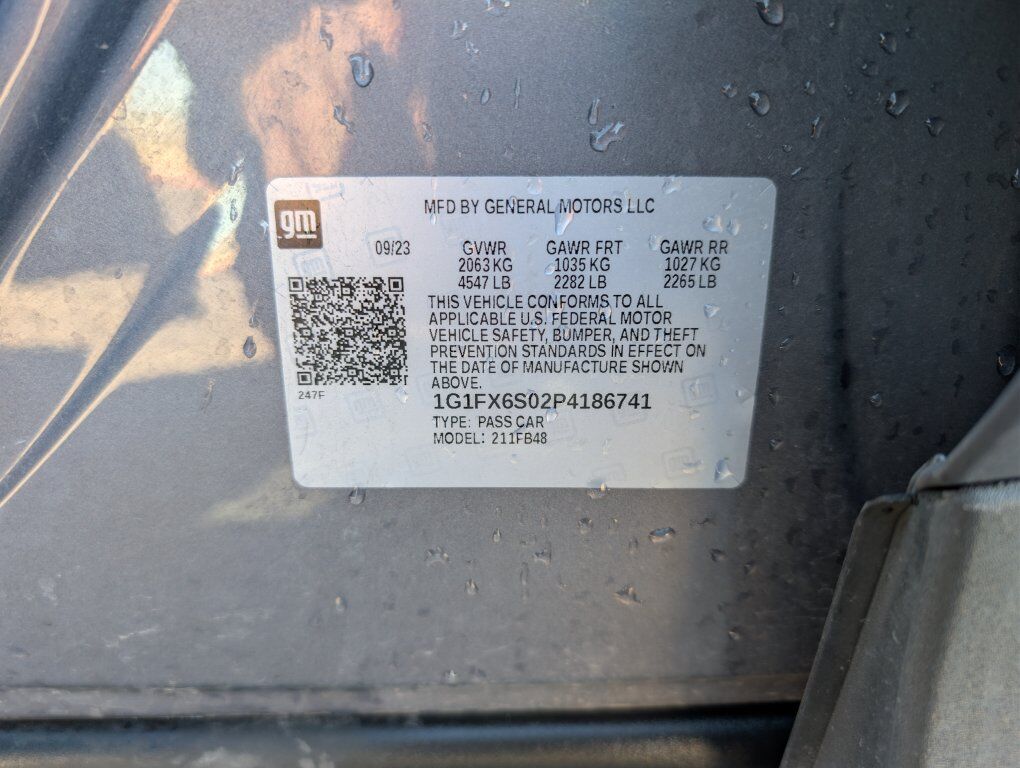 MFD BY GENERAL MOTORS LLC
gm
09/23 GVWR GAWR FRT GAWR RR
2063 KG 1035 KG 1027 KG
4547 LB 2282 LB 2265 LB
THIS VEHICLE CONFORMS TO ALL
APPLICABLE U.S. FEDERAL MOTOR
VEHICLE SAFETY, BUMPER, AND THEFT
PREVENTION STANDARDS IN EFFECT ON
THE DATE OF MANUFACTURE SHOWN
ABOVE.
247F
1G1FX6S02P4186741
TYPE: PASS CAR
MODEL: 211FB48